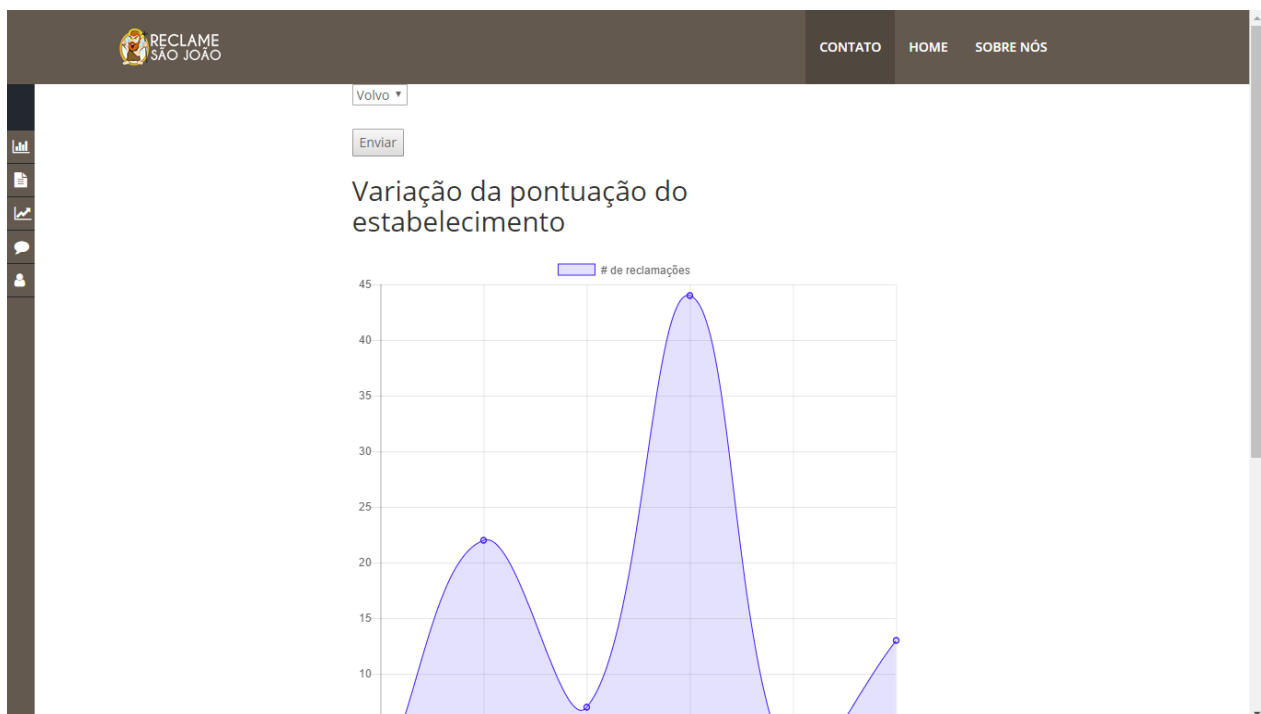 RECLAME
SÃO JOÃO
CONTATO HOME SOBRE NÓS
Volvo
Enviar
Variação da pontuação do
estabelecimento
# de reclamações
45
40
35
30
25
20
15
10